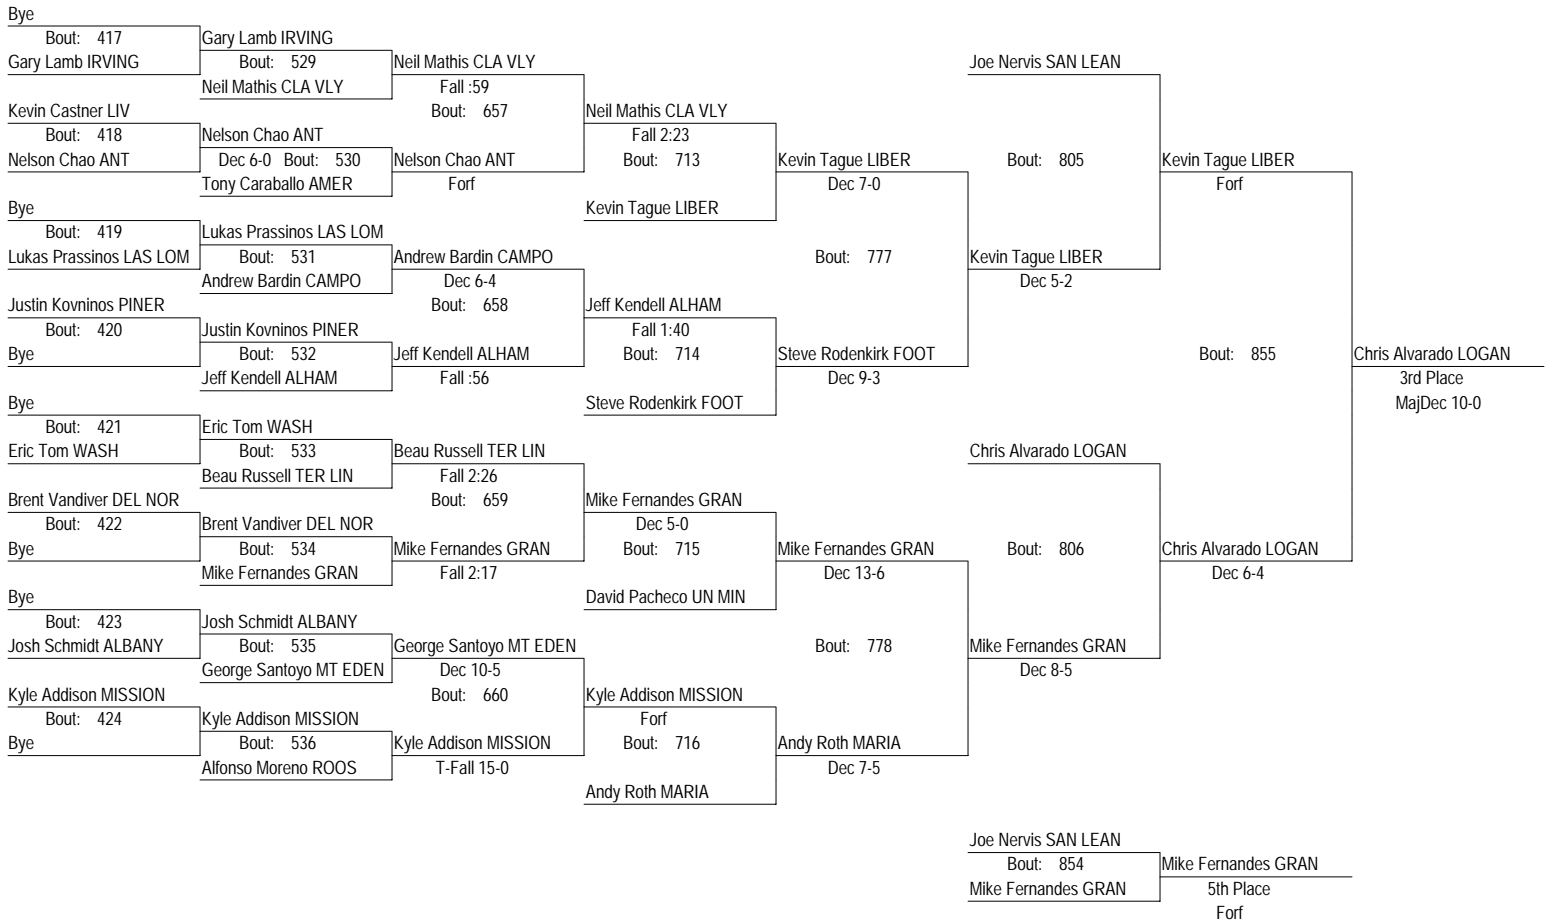 Bye
Bout: 417 Gary Lamb IRVING
Gary Lamb IRVING Bout: 529 Neil Mathis CLA VLY Joe Nervis SAN LEAN
Neil Mathis CLA VLY Fall :59
Kevin Castner LIV Bout: 657 Neil Mathis CLA VLY
Bout: 418 Nelson Chao ANT Fall 2:23
Nelson Chao ANT Dec 6-0 Bout: 530 Nelson Chao ANT Bout: 713 Kevin Tague LIBER Bout: 805 Kevin Tague LIBER
Tony Caraballo AMER Forf Dec 7-0 Forf
Bye Kevin Tague LIBER
Bout: 419 Lukas Prassinos LAS LOM
Lukas Prassinos LAS LOM Bout: 531 Andrew Bardin CAMPO Bout: 777 Kevin Tague LIBER
Andrew Bardin CAMPO Dec 6-4 Dec 5-2
Justin Kovninos PINER Bout: 658 Jeff Kendell ALHAM
Bout: 420 Justin Kovninos PINER Fall 1:40
Bye Bout: 532 Jeff Kendell ALHAM Bout: 714 Steve Rodenkirk FOOT Bout: 855 Chris Alvarado LOGAN
Jeff Kendell ALHAM Fall :56 Dec 9-3 3rd Place
Bye Steve Rodenkirk FOOT MajDec 10-0
Bout: 421 Eric Tom WASH
Eric Tom WASH Bout: 533 Beau Russell TER LIN Chris Alvarado LOGAN
Beau Russell TER LIN Fall 2:26
Brent Vandiver DEL NOR Bout: 659 Mike Fernandes GRAN
Bout: 422 Brent Vandiver DEL NOR Dec 5-0
Bye Bout: 534 Mike Fernandes GRAN Bout: 715 Mike Fernandes GRAN Bout: 806 Chris Alvarado LOGAN
Mike Fernandes GRAN Fall 2:17 Dec 13-6 Dec 6-4
Bye David Pacheco UN MIN
Bout: 423 Josh Schmidt ALBANY
Josh Schmidt ALBANY Bout: 535 George Santoyo MT EDEN Bout: 778 Mike Fernandes GRAN
George Santoyo MT EDEN Dec 10-5 Dec 8-5
Kyle Addison MISSION Bout: 660 Kyle Addison MISSION
Bout: 424 Kyle Addison MISSION Forf
Bye Bout: 536 Kyle Addison MISSION Bout: 716 Andy Roth MARIA
Alfonso Moreno ROOS T-Fall 15-0 Dec 7-5
Andy Roth MARIA
Joe Nervis SAN LEAN
Bout: 854 Mike Fernandes GRAN
Mike Fernandes GRAN 5th Place
Forf